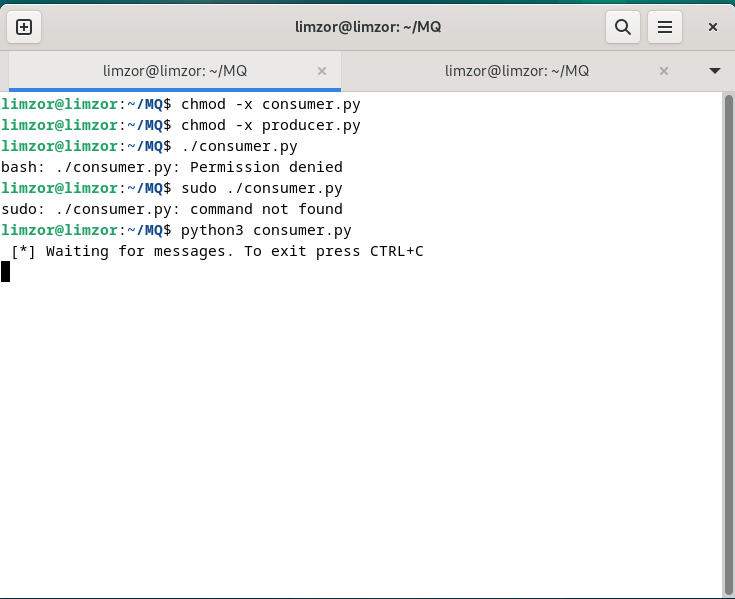 limzor@limzor: ~/MQ
limzor@limzor: ~/MQ
limzor@limzor: ~/MQ
limzor@limzor:~/MQ$ chmod -x consumer.py
limzor@limzor:~/MQ$ chmod -x producer.py
limzor@limzor:~/MQ$ ./consumer.py
bash: ./consumer.py: Permission denied
limzor@limzor:~/MQ$ sudo ./consumer.py
sudo: ./consumer.py: command not found
limzor@limzor:~/MQ$ python3 consumer.py
 [*] Waiting for messages. To exit press CTRL+C